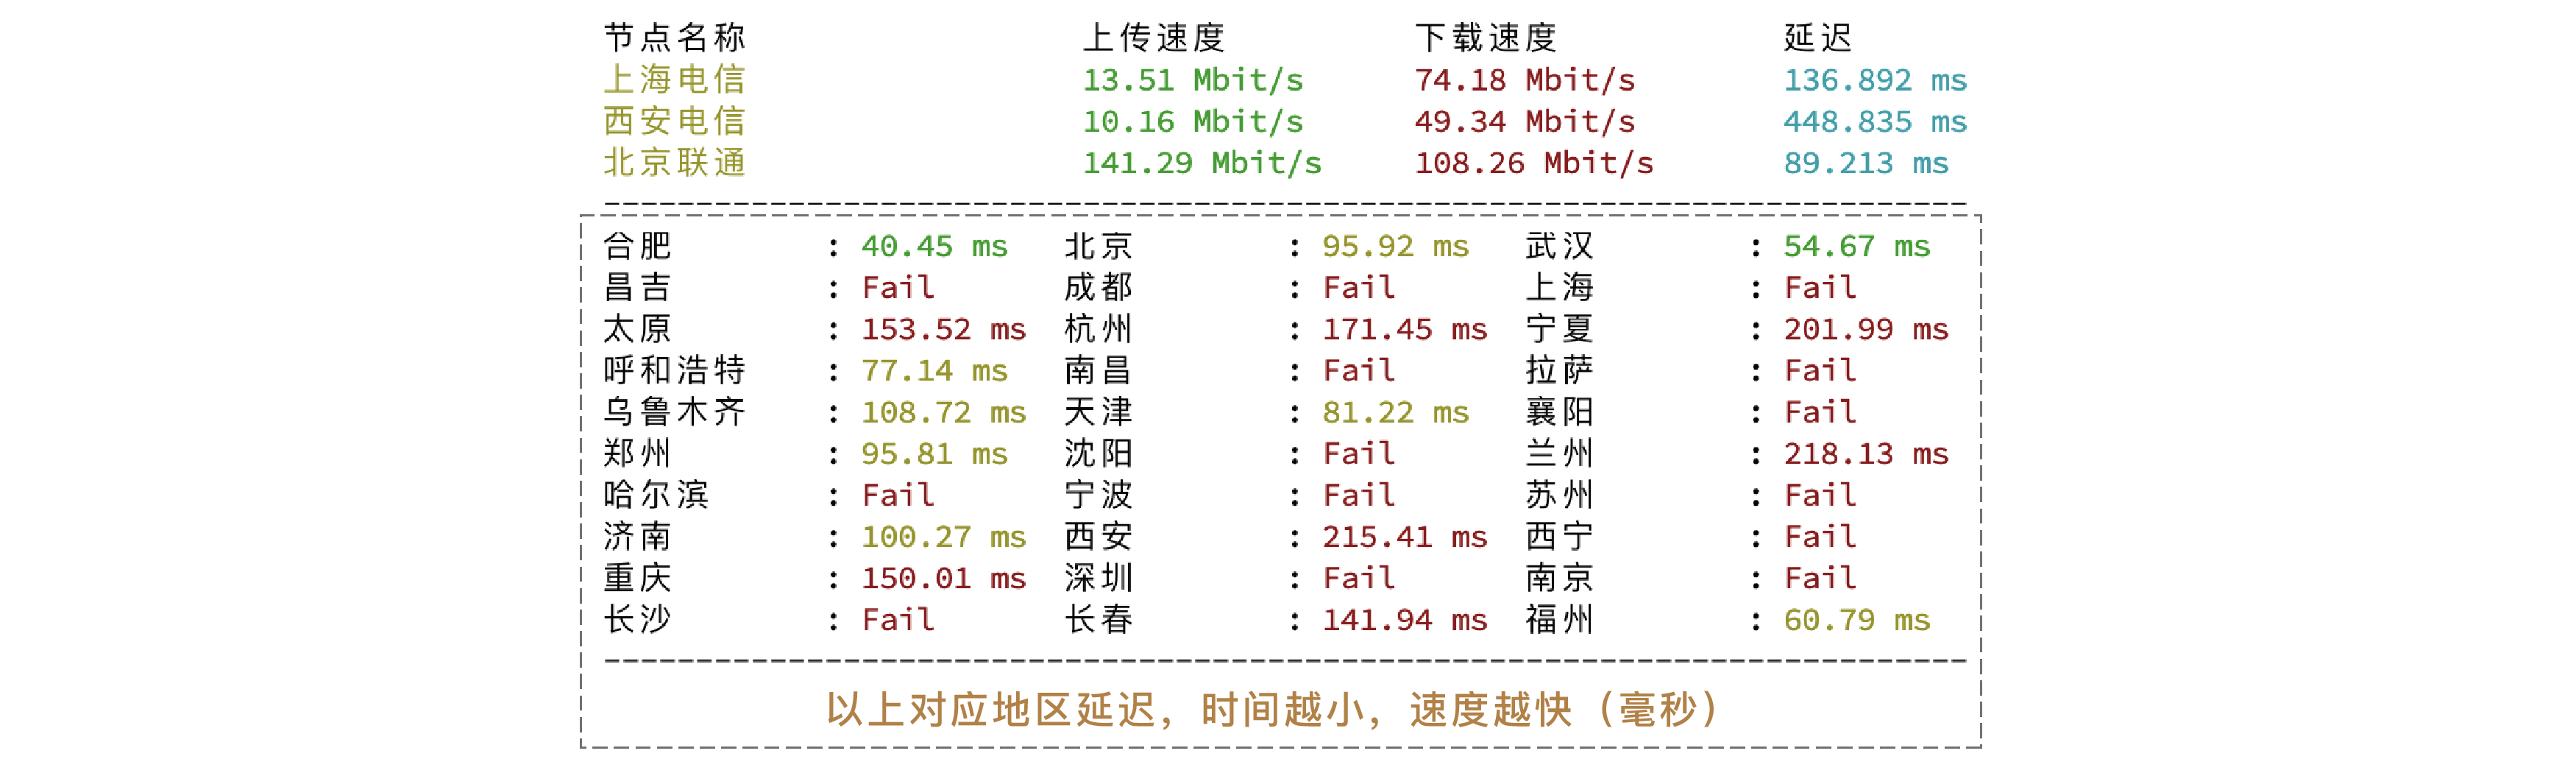 节点名称 上传速度 下载速度 延迟
上海电信 13.51 Mbit/s 74.18 Mbit/s 136.892 ms
西安电信 10.16 Mbit/s 49.34 Mbit/s 448.835 ms
北京联通 141.29 Mbit/s 108.26 Mbit/s 89.213 ms
合肥 : 40.45 ms 北京 : 95.92 ms 武汉 : 54.67 ms
昌吉 : Fail 成都 : Fail 上海 : Fail
太原 : 153.52 ms 杭州 : 171.45 ms 宁夏 : 201.99 ms
呼和浩特 : 77.14 ms 南昌 : Fail 拉萨 : Fail
乌鲁木齐 : 108.72 ms 天津 : 81.22 ms 襄阳 : Fail
郑州 : 95.81 ms 沈阳 : Fail 兰州 : 218.13 ms
哈尔滨 : Fail 宁波 : Fail 苏州 : Fail
济南 : 100.27 ms 西安 : 215.41 ms 西宁 : Fail
重庆 : 150.01 ms 深圳 : Fail 南京 : Fail
长沙 : Fail 长春 : 141.94 ms 福州 : 60.79 ms
以上对应地区延迟，时间越小，速度越快（毫秒）